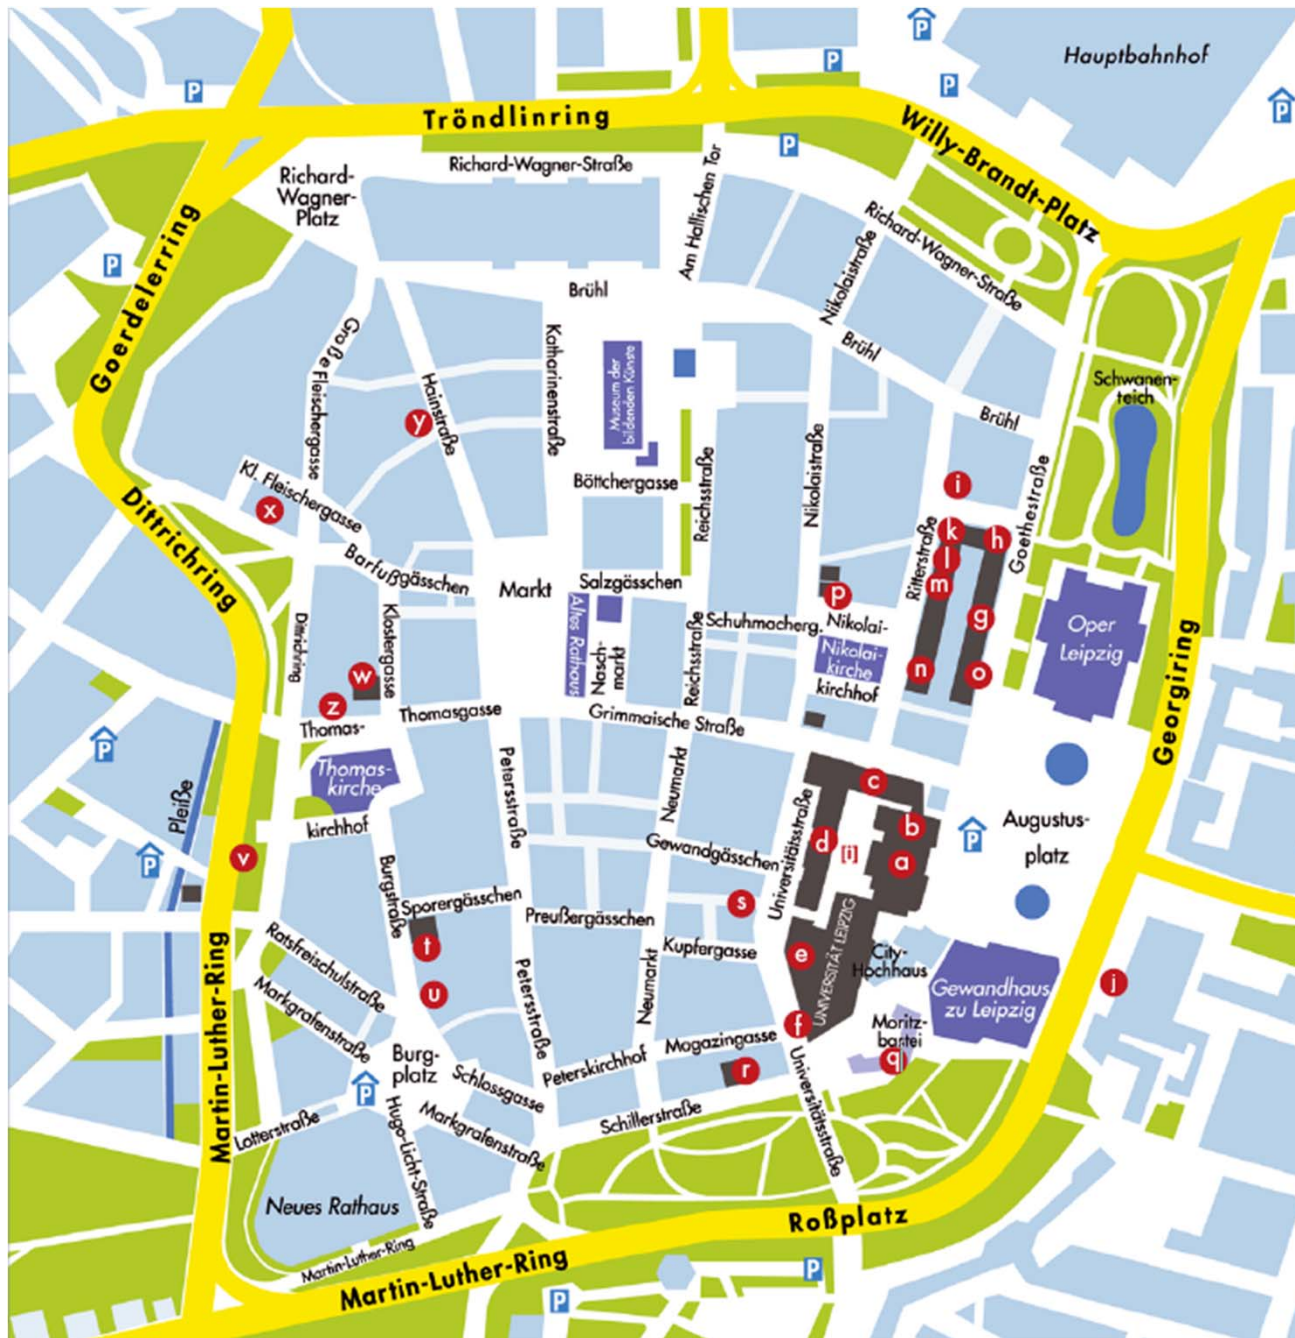 Hauptbahnhof
P
P
P
P
P
P
Tröndlinring
Willy-Brandt-Platz
Richard-Wagner-Straße
Richard-
Wagner-
Platz
Am Hallischen Tor
Nikolaistraße
Richard-Wagner-Straße
Goerdelerring
P
Brühl
Brühl
Brühl
Große Fleischergasse
Hainstraße
Katharinenstraße
Museum der
bildenden Künste
Schwanen-
teich
y
Nikolaistraße
Reichsstraße
Goethestraße
Böttchergasse
Kl. Fleischergasse
x
i
Dittrichring
Barfußgässchen
Markt
Salzgässchen
Ritterstraße
k
h
l
m
p
g
n
o
Schuhmacherg.
Nikolai-
Nikolai-
kirche
kirchhof
Oper
Leipzig
Georgiring
Dittrichring
Klostergasse
Altes Rathaus
Nasch-
markt
Reichsstraße
w
z
Thomas-
Thomasgasse
Grimmaische Straße
Thomas-
kirche
kirchhof
P
Pleiße
Petersstraße
Neumarkt
Universitätsstraße
c
b
d
[i]
a
P
Augustus-
platz
P
v
Gewandgässchen
Burgstraße
Sporergässchen
Preußergässchen
s
Kupfergasse
UNIVERSITÄT LEIPZIG
e
City-
Hochhaus
Gewandhaus
zu Leipzig
j
t
u
Ratsfreischulstraße
Markgrafenstraße
Martin-Luther-Ring
Petersstraße
Neumarkt
f
Moritz-
bastei
q
Magazingasse
r
Peterskirchhof
Burg-
platz
P
Schlossgasse
Markgrafenstraße
Schillerstraße
Universitätsstraße
Lotterstraße
Hugo-Licht-Straße
Neues Rathaus
Martin-Luther-Ring
Martin-Luther-Ring
Roßplatz
P
P